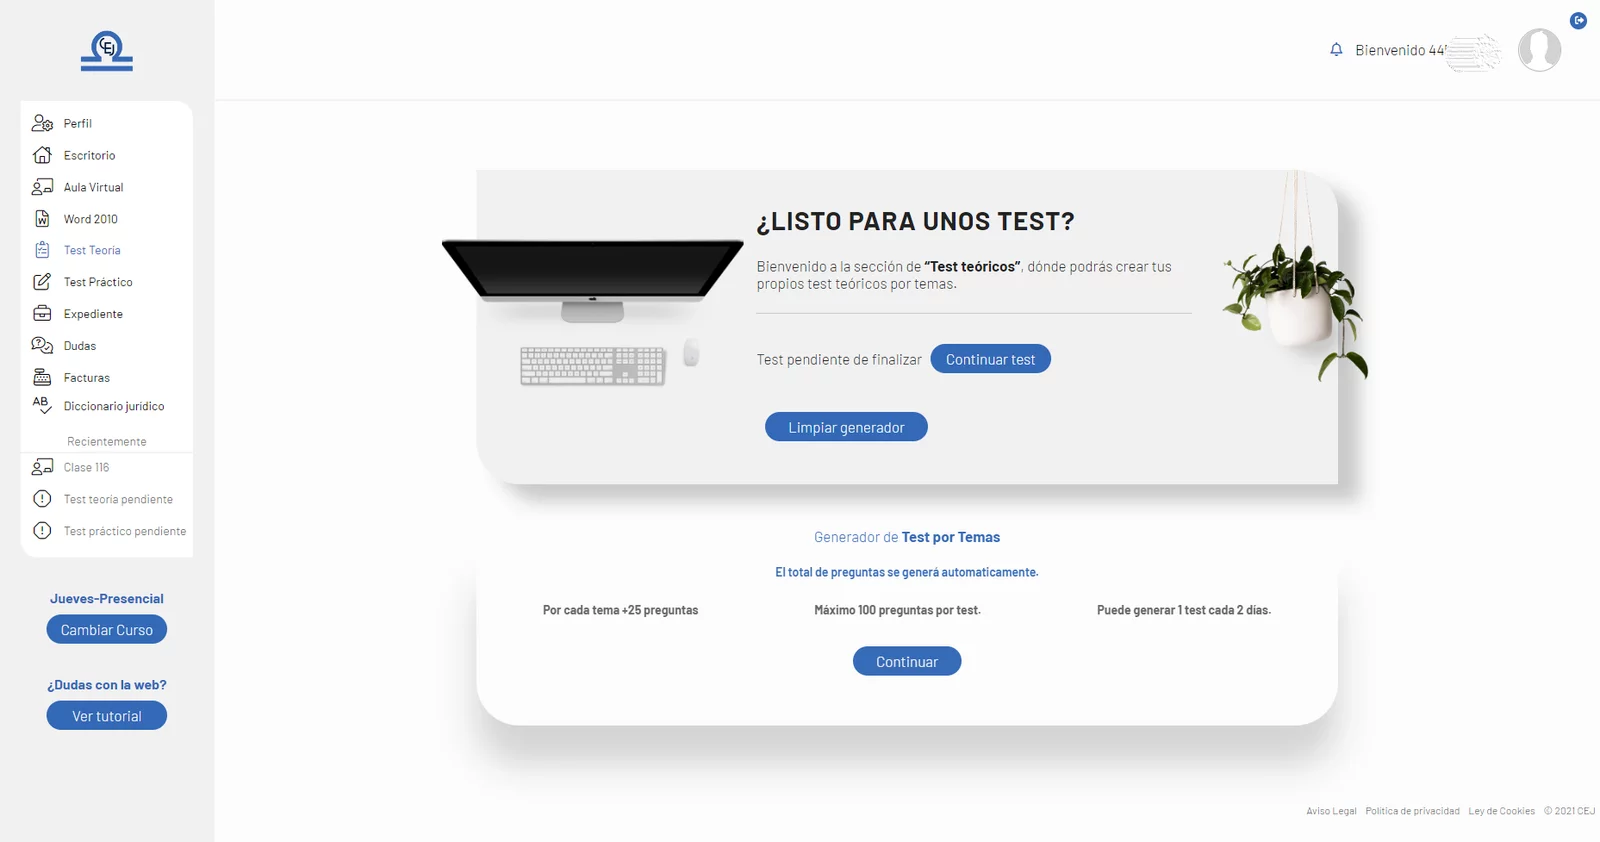 CEJ
Bienvenido 44
Perfil
Escritorio
Aula Virtual
Word 2010
Test Teoría
Test Práctico
Expediente
Dudas
Facturas
Diccionario jurídico
Recientemente
Clase 116
Test teoría pendiente
Test práctico pendiente
Jueves-Presencial
Cambiar Curso
¿Dudas con la web?
Ver tutorial
¿LISTO PARA UNOS TEST?
Bienvenido a la sección de “Test teóricos”, dónde podrás crear tus
propios test teóricos por temas.
Test pendiente de finalizar Continuar test
Limpiar generador
Generador de Test por Temas
El total de preguntas se generá automaticamente.
Por cada tema +25 preguntas Máximo 100 preguntas por test. Puede generar 1 test cada 2 días.
Continuar
Aviso Legal Política de privacidad Ley de Cookies © 2021 CEJ